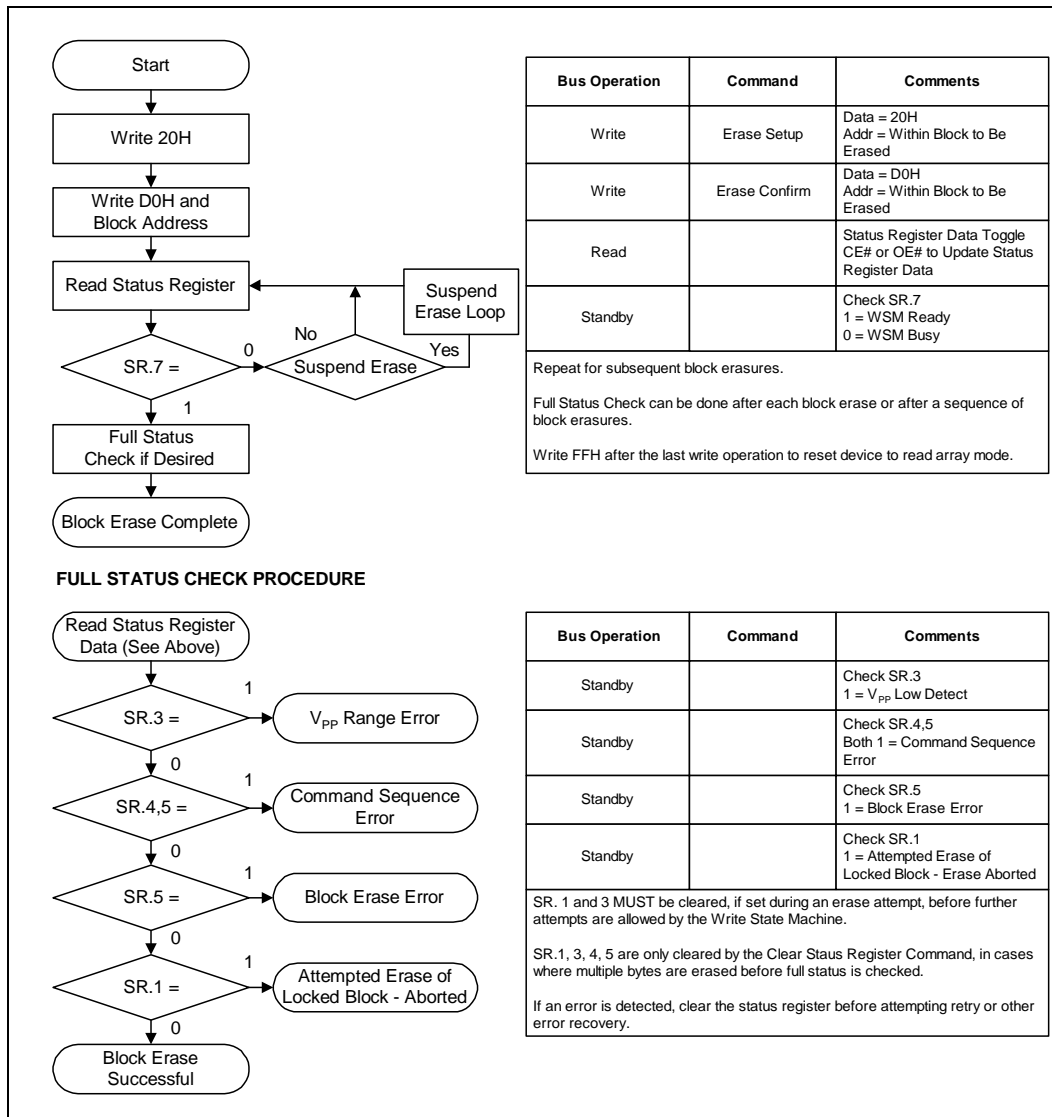 Start
Write 20H
Write D0H and
Block Address
Read Status Register
SR.7 =
0
No
Suspend Erase
Yes
Suspend
Erase Loop
1
Full Status
Check if Desired
Block Erase Complete
Bus Operation Command Comments
Write Erase Setup Data = 20H
Addr = Within Block to Be
Erased
Write Erase Confirm Data = D0H
Addr = Within Block to Be
Erased
Read Status Register Data Toggle
CE# or OE# to Update Status
Register Data
Standby Check SR.7
1 = WSM Ready
0 = WSM Busy
Repeat for subsequent block erasures.
Full Status Check can be done after each block erase or after a sequence of
block erasures.
Write FFH after the last write operation to reset device to read array mode.
FULL STATUS CHECK PROCEDURE
Read Status Register
Data (See Above)
SR.3 =
1
VPP Range Error
0
SR.4,5 =
1
Command Sequence
Error
0
SR.5 =
1
Block Erase Error
0
SR.1 =
1
Attempted Erase of
Locked Block - Aborted
0
Block Erase
Successful
Bus Operation Command Comments
Standby Check SR.3
1 = VPP Low Detect
Standby Check SR.4,5
Both 1 = Command Sequence
Error
Standby Check SR.5
1 = Block Erase Error
Standby Check SR.1
1 = Attempted Erase of
Locked Block - Erase Aborted
SR. 1 and 3 MUST be cleared, if set during an erase attempt, before further
attempts are allowed by the Write State Machine.
SR.1, 3, 4, 5 are only cleared by the Clear Staus Register Command, in cases
where multiple bytes are erased before full status is checked.
If an error is detected, clear the status register before attempting retry or other
error recovery.